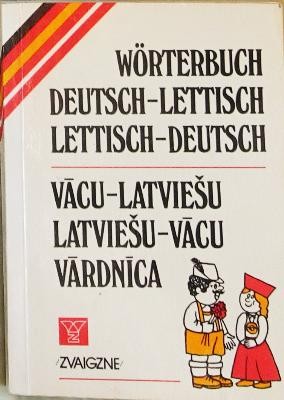 WÖRTERBUCH
DEUTSCH–LETTISCH
LETTISCH–DEUTSCH
VĀCU–LATVIEŠU
LATVIEŠU–VĀCU
VĀRDNĪCA
ZVAIGZNE